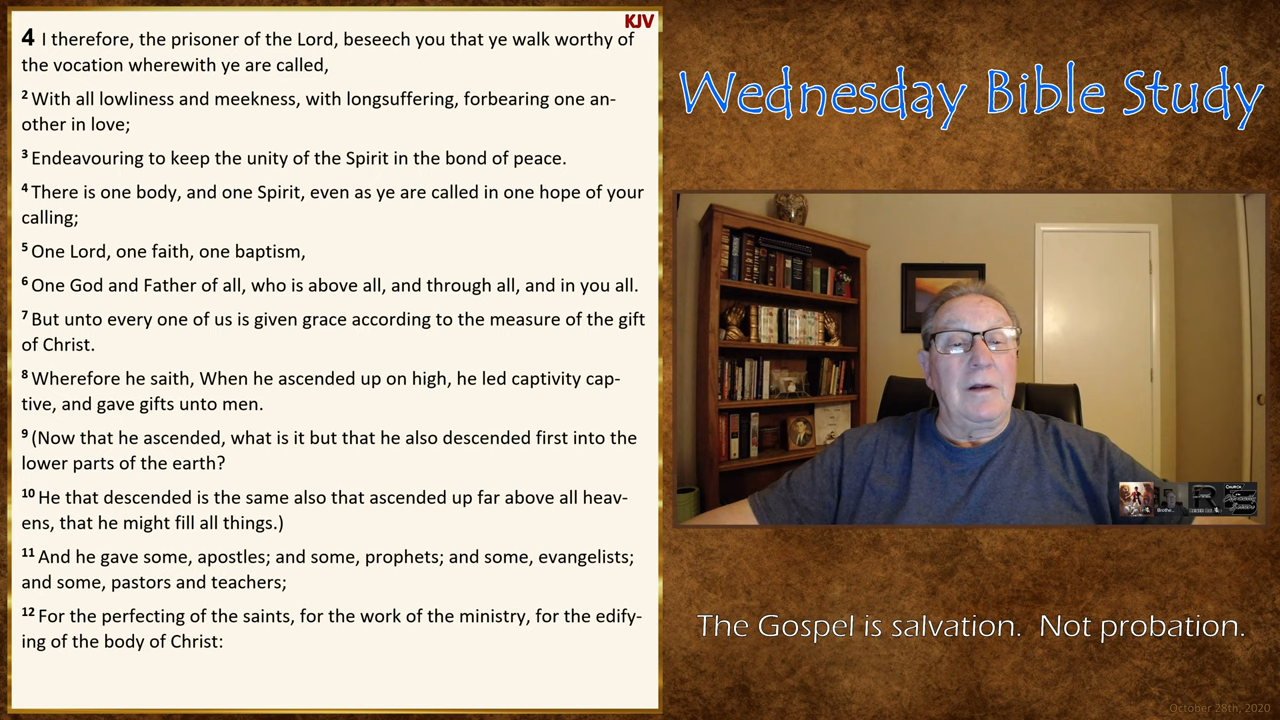 KJV
4 I therefore, the prisoner of the Lord, beseech you that ye walk worthy of
the vocation wherewith ye are called,
2 With all lowliness and meekness, with longsuffering, forbearing one an-
other in love;
3 Endeavouring to keep the unity of the Spirit in the bond of peace.
4 There is one body, and one Spirit, even as ye are called in one hope of your
calling;
5 One Lord, one faith, one baptism,
6 One God and Father of all, who is above all, and through all, and in you all.
7 But unto every one of us is given grace according to the measure of the gift
of Christ.
8 Wherefore he saith, When he ascended up on high, he led captivity cap-
tive, and gave gifts unto men.
9 (Now that he ascended, what is it but that he also descended first into the
lower parts of the earth?
10 He that descended is the same also that ascended up far above all heav-
ens, that he might fill all things.)
11 And he gave some, apostles; and some, prophets; and some, evangelists;
and some, pastors and teachers;
12 For the perfecting of the saints, for the work of the ministry, for the edify-
ing of the body of Christ:
Wednesday Bible Study
CHURCH
Brothe...
The Gospel is salvation. Not probation.
October 28th, 2020